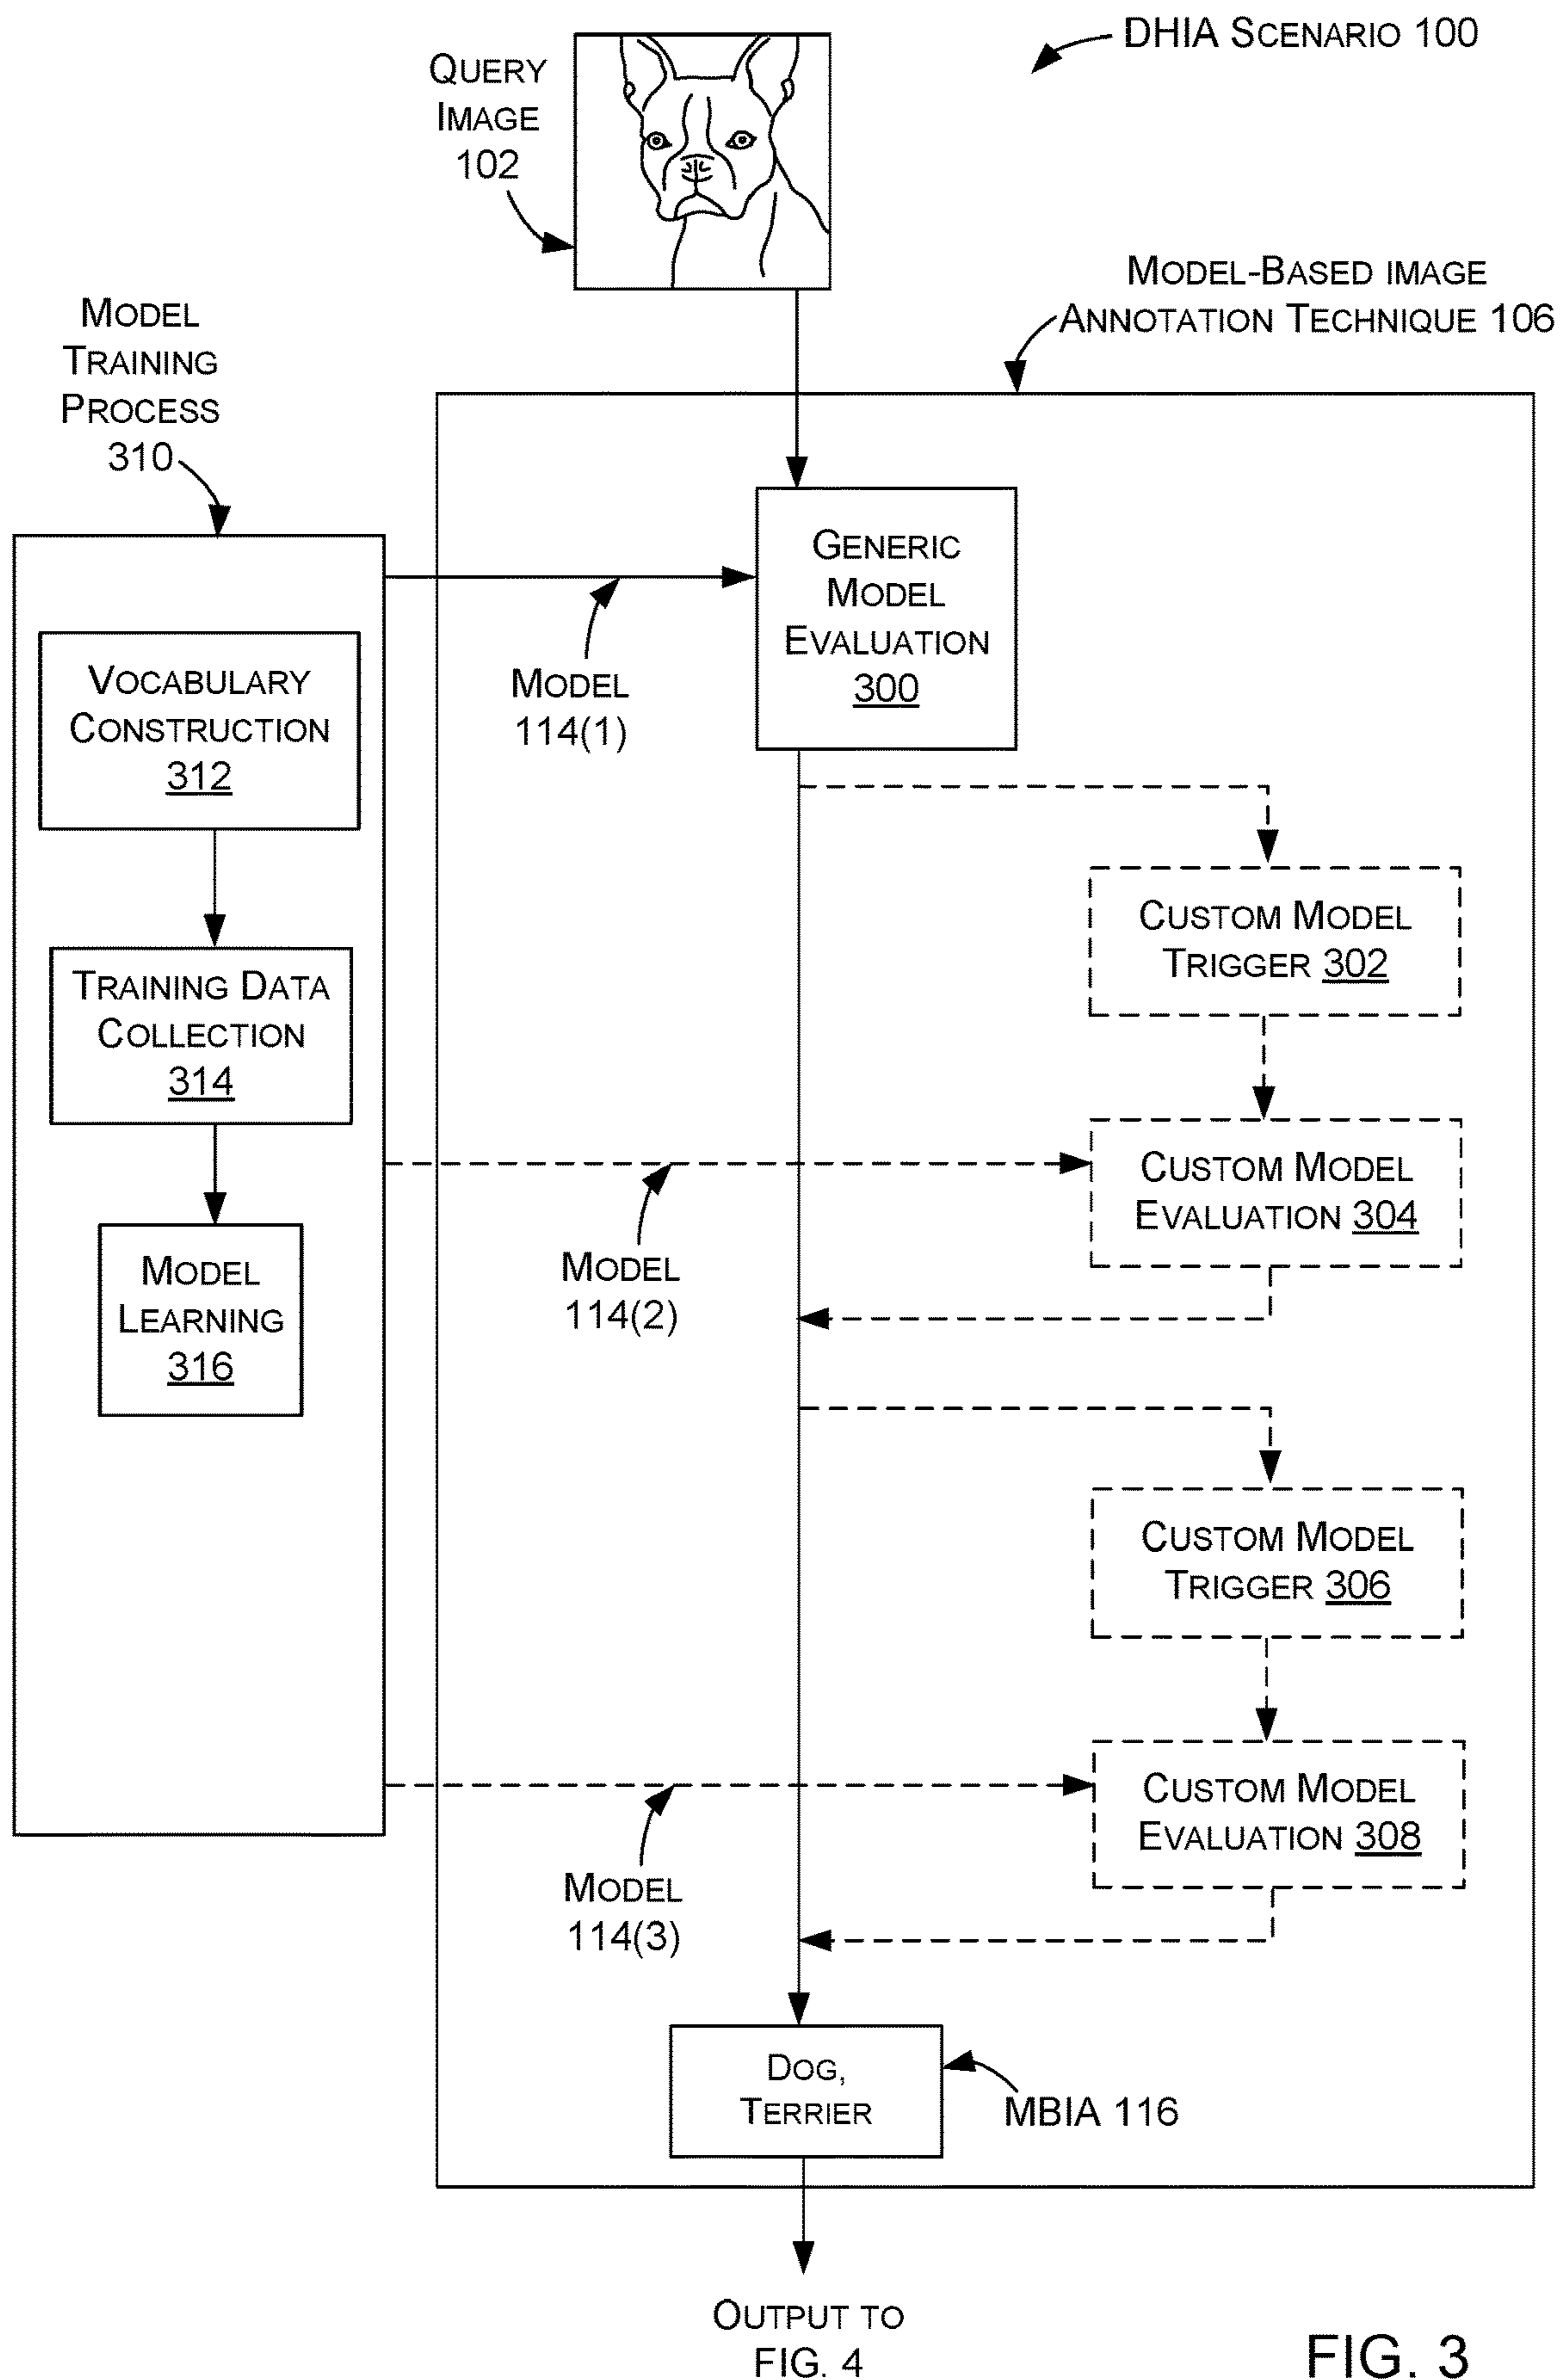 DHIA SCENARIO 100
QUERY
IMAGE
102
MODEL-BASED IMAGE
ANNOTATION TECHNIQUE 106
MODEL
TRAINING
PROCESS
310
GENERIC
MODEL
EVALUATION
300
MODEL
114(1)
VOCABULARY
CONSTRUCTION
312
CUSTOM MODEL
TRIGGER 302
TRAINING DATA
COLLECTION
314
CUSTOM MODEL
EVALUATION 304
MODEL
114(2)
MODEL
LEARNING
316
CUSTOM MODEL
TRIGGER 306
CUSTOM MODEL
EVALUATION 308
MODEL
114(3)
DOG,
TERRIER
MBIA 116
OUTPUT TO
FIG. 4
FIG. 3